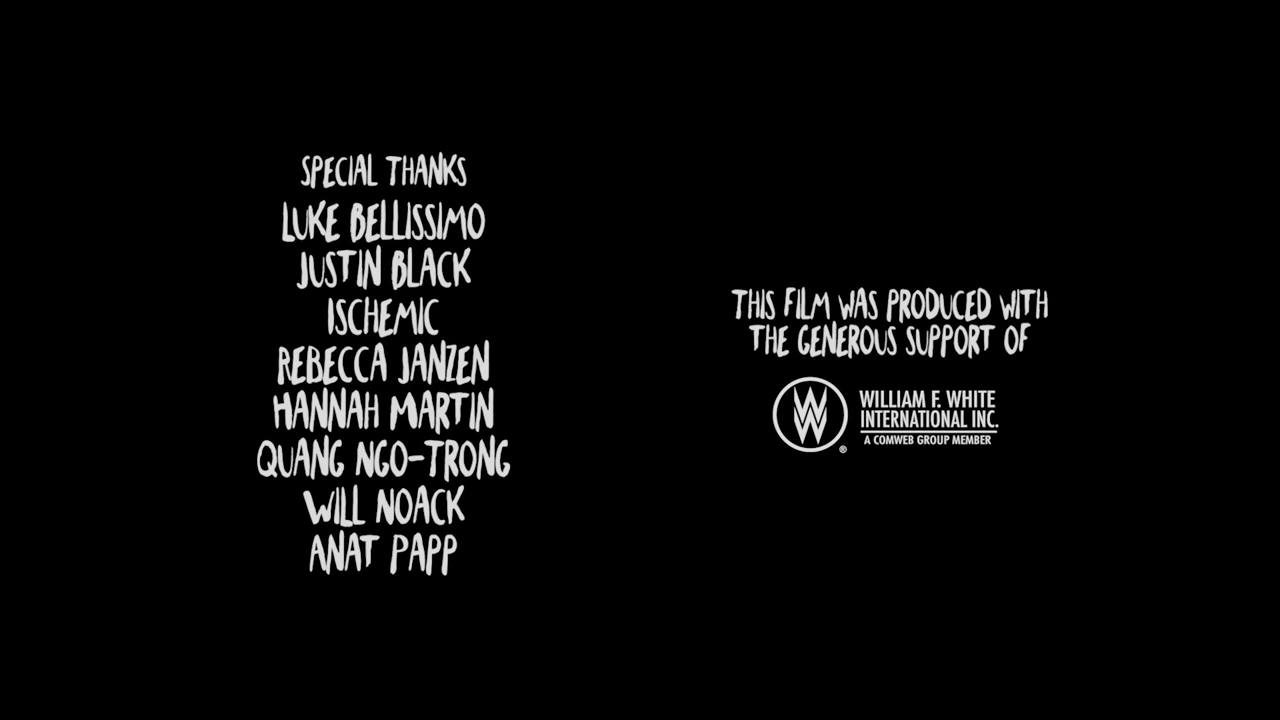 SPECIAL THANKS
LUKE BELLISSIMO
JUSTIN BLACK
ISCHEMIC
REBECCA JANZEN
HANNAH MARTIN
QUANG NGO-TRONG
WILL NOACK
ANAT PAPP
THIS FILM WAS PRODUCED WITH
THE GENEROUS SUPPORT OF
WILLIAM F. WHITE
INTERNATIONAL INC.
A COMWEB GROUP MEMBER
®